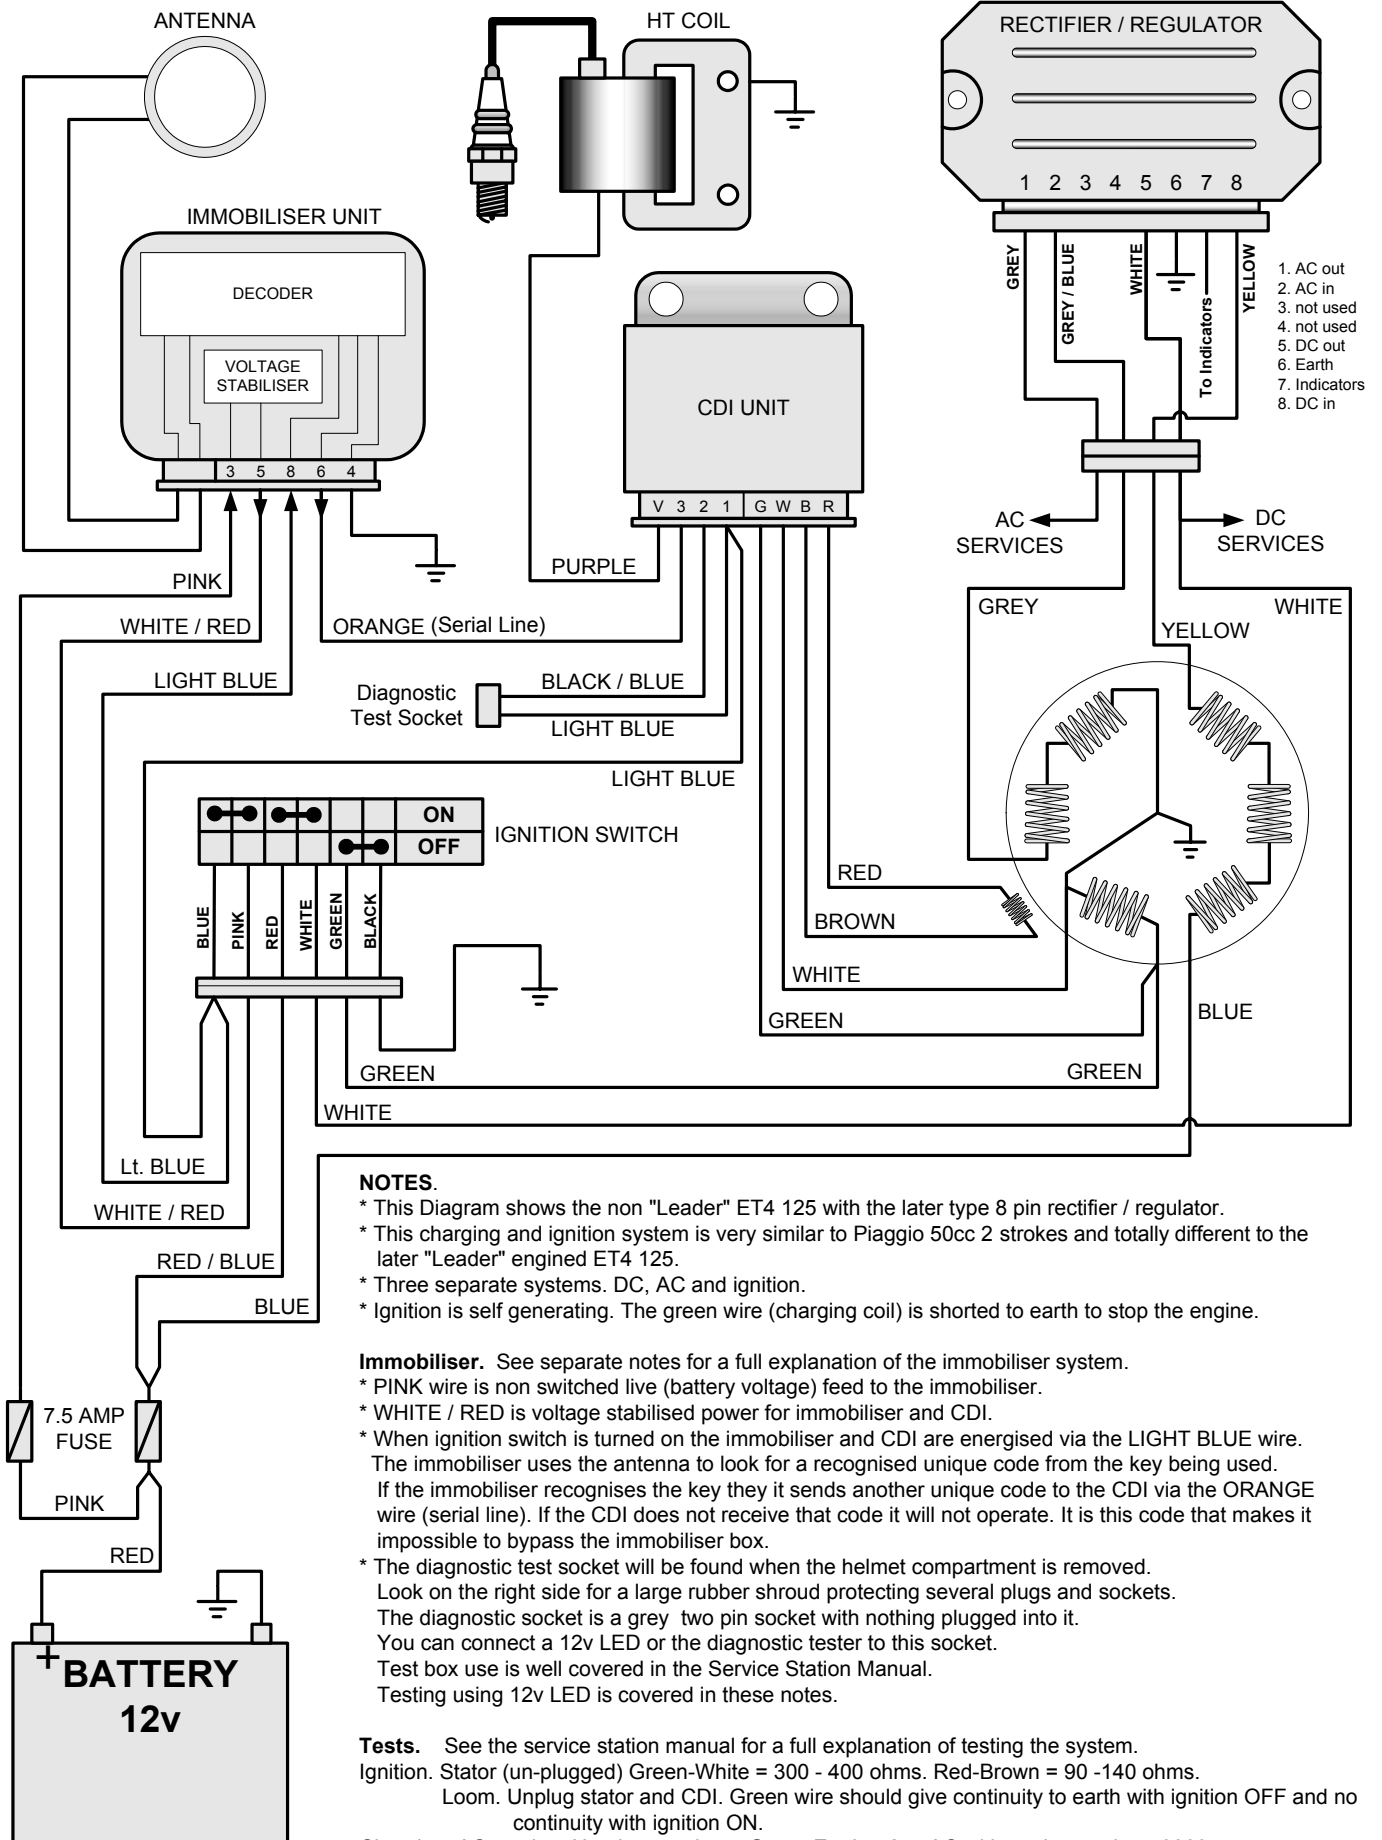 ANTENNA
HT COIL
RECTIFIER / REGULATOR
1 2 3 4 5 6 7 8
IMMOBILISER UNIT
DECODER
VOLTAGE
STABILISER
3 5 8 6 4
GREY
GREY / BLUE
WHITE
To Indicators
YELLOW
1. AC out
2. AC in
3. not used
4. not used
5. DC out
6. Earth
7. Indicators
8. DC in
CDI UNIT
V 3 2 1 G W B R
AC
SERVICES
DC
SERVICES
PINK
PURPLE
GREY
WHITE
WHITE / RED
ORANGE (Serial Line)
YELLOW
LIGHT BLUE
Diagnostic
Test Socket
BLACK / BLUE
LIGHT BLUE
LIGHT BLUE
ON
OFF
IGNITION SWITCH
BLUE
PINK
RED
WHITE
GREEN
BLACK
RED
BROWN
WHITE
GREEN
BLUE
GREEN
GREEN
WHITE
Lt. BLUE
WHITE / RED
RED / BLUE
BLUE
7.5 AMP
FUSE
PINK
RED
+
BATTERY
12v
NOTES.
* This Diagram shows the non "Leader" ET4 125 with the later type 8 pin rectifier / regulator.
* This charging and ignition system is very similar to Piaggio 50cc 2 strokes and totally different to the
later "Leader" engined ET4 125.
* Three separate systems. DC, AC and ignition.
* Ignition is self generating. The green wire (charging coil) is shorted to earth to stop the engine.
Immobiliser. See separate notes for a full explanation of the immobiliser system.
* PINK wire is non switched live (battery voltage) feed to the immobiliser.
* WHITE / RED is voltage stabilised power for immobiliser and CDI.
* When ignition switch is turned on the immobiliser and CDI are energised via the LIGHT BLUE wire.
The immobiliser uses the antenna to look for a recognised unique code from the key being used.
If the immobiliser recognises the key they it sends another unique code to the CDI via the ORANGE
wire (serial line). If the CDI does not receive that code it will not operate. It is this code that makes it
impossible to bypass the immobiliser box.
* The diagnostic test socket will be found when the helmet compartment is removed.
Look on the right side for a large rubber shroud protecting several plugs and sockets.
The diagnostic socket is a grey two pin socket with nothing plugged into it.
You can connect a 12v LED or the diagnostic tester to this socket.
Test box use is well covered in the Service Station Manual.
Testing using 12v LED is covered in these notes.
Tests. See the service station manual for a full explanation of testing the system.
Ignition. Stator (un-plugged) Green-White = 300 - 400 ohms. Red-Brown = 90 -140 ohms.
Loom. Unplug stator and CDI. Green wire should give continuity to earth with ignition OFF and no
continuity with ignition ON.